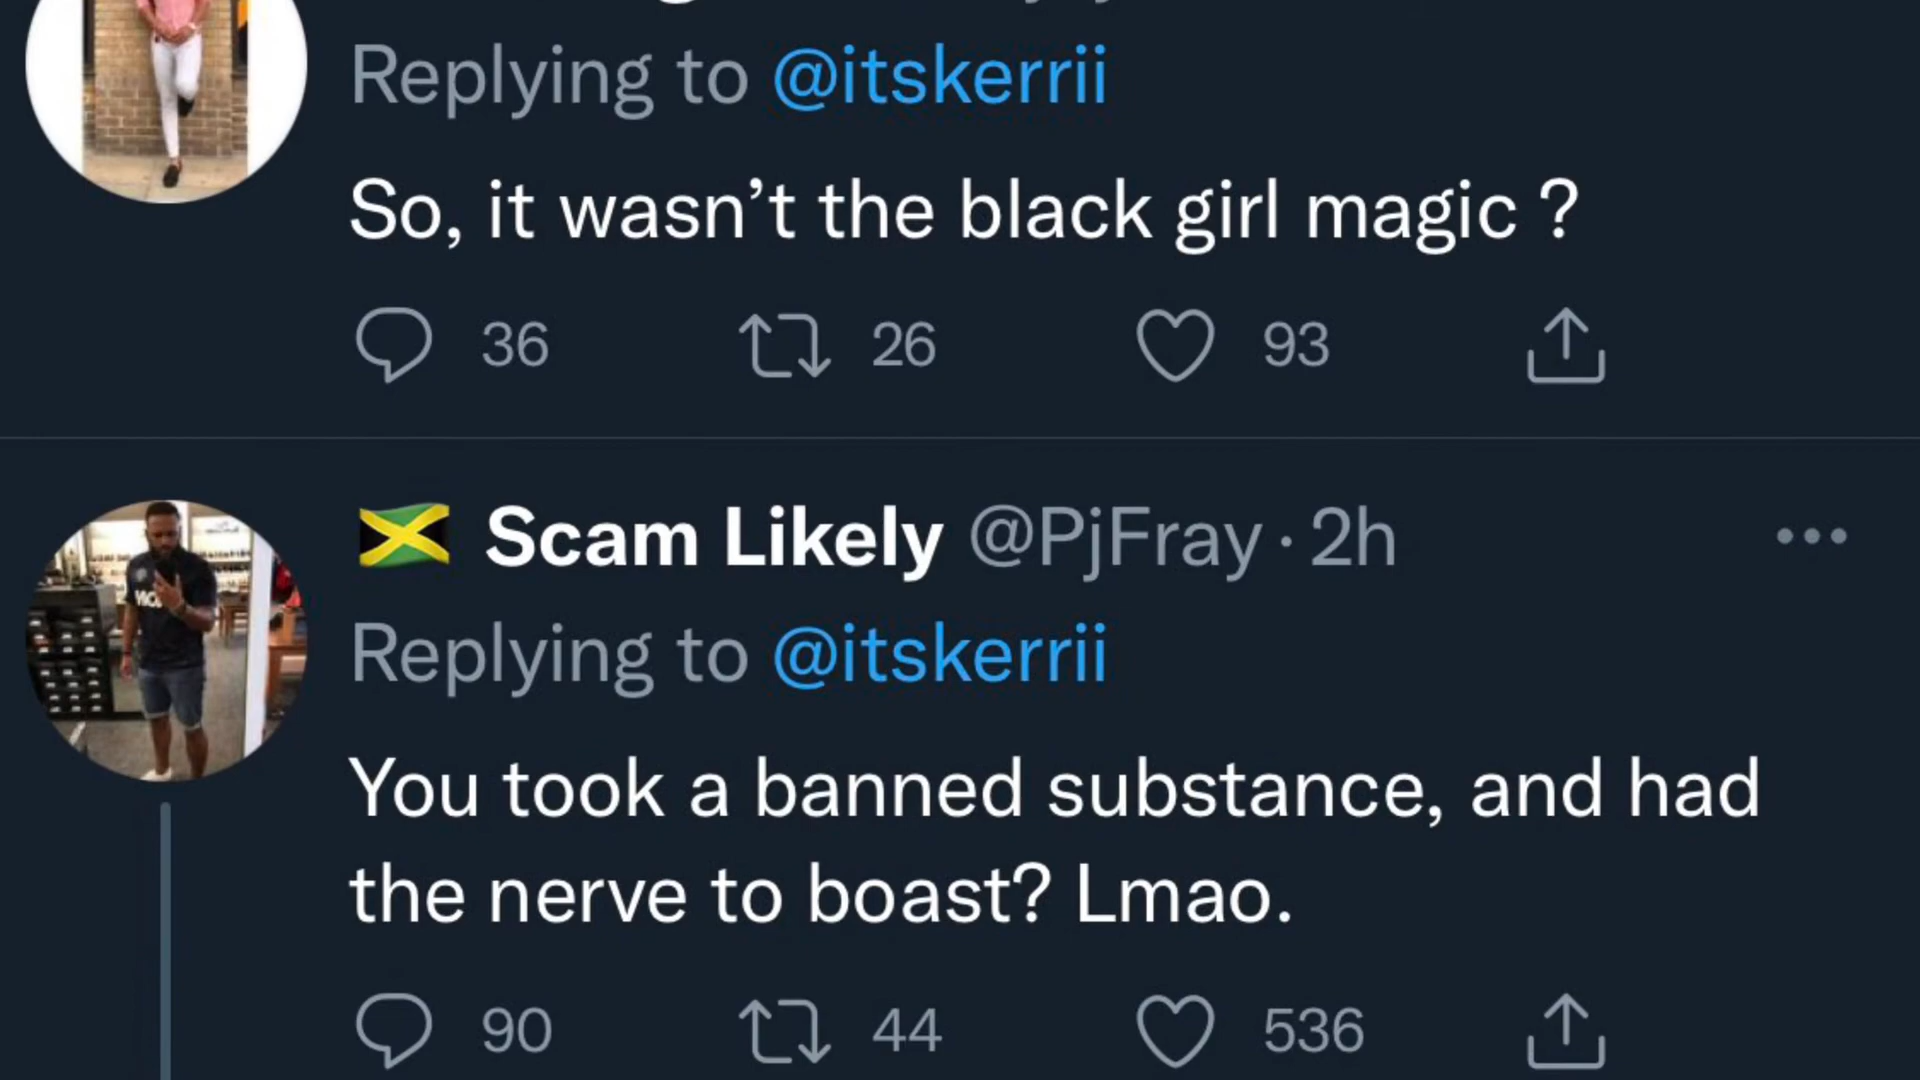 Replying to @itskerrii
So, it wasn’t the black girl magic ?
36 26 93
Scam Likely @PjFray · 2h
Replying to @itskerrii
You took a banned substance, and had
the nerve to boast? Lmao.
90 44 536